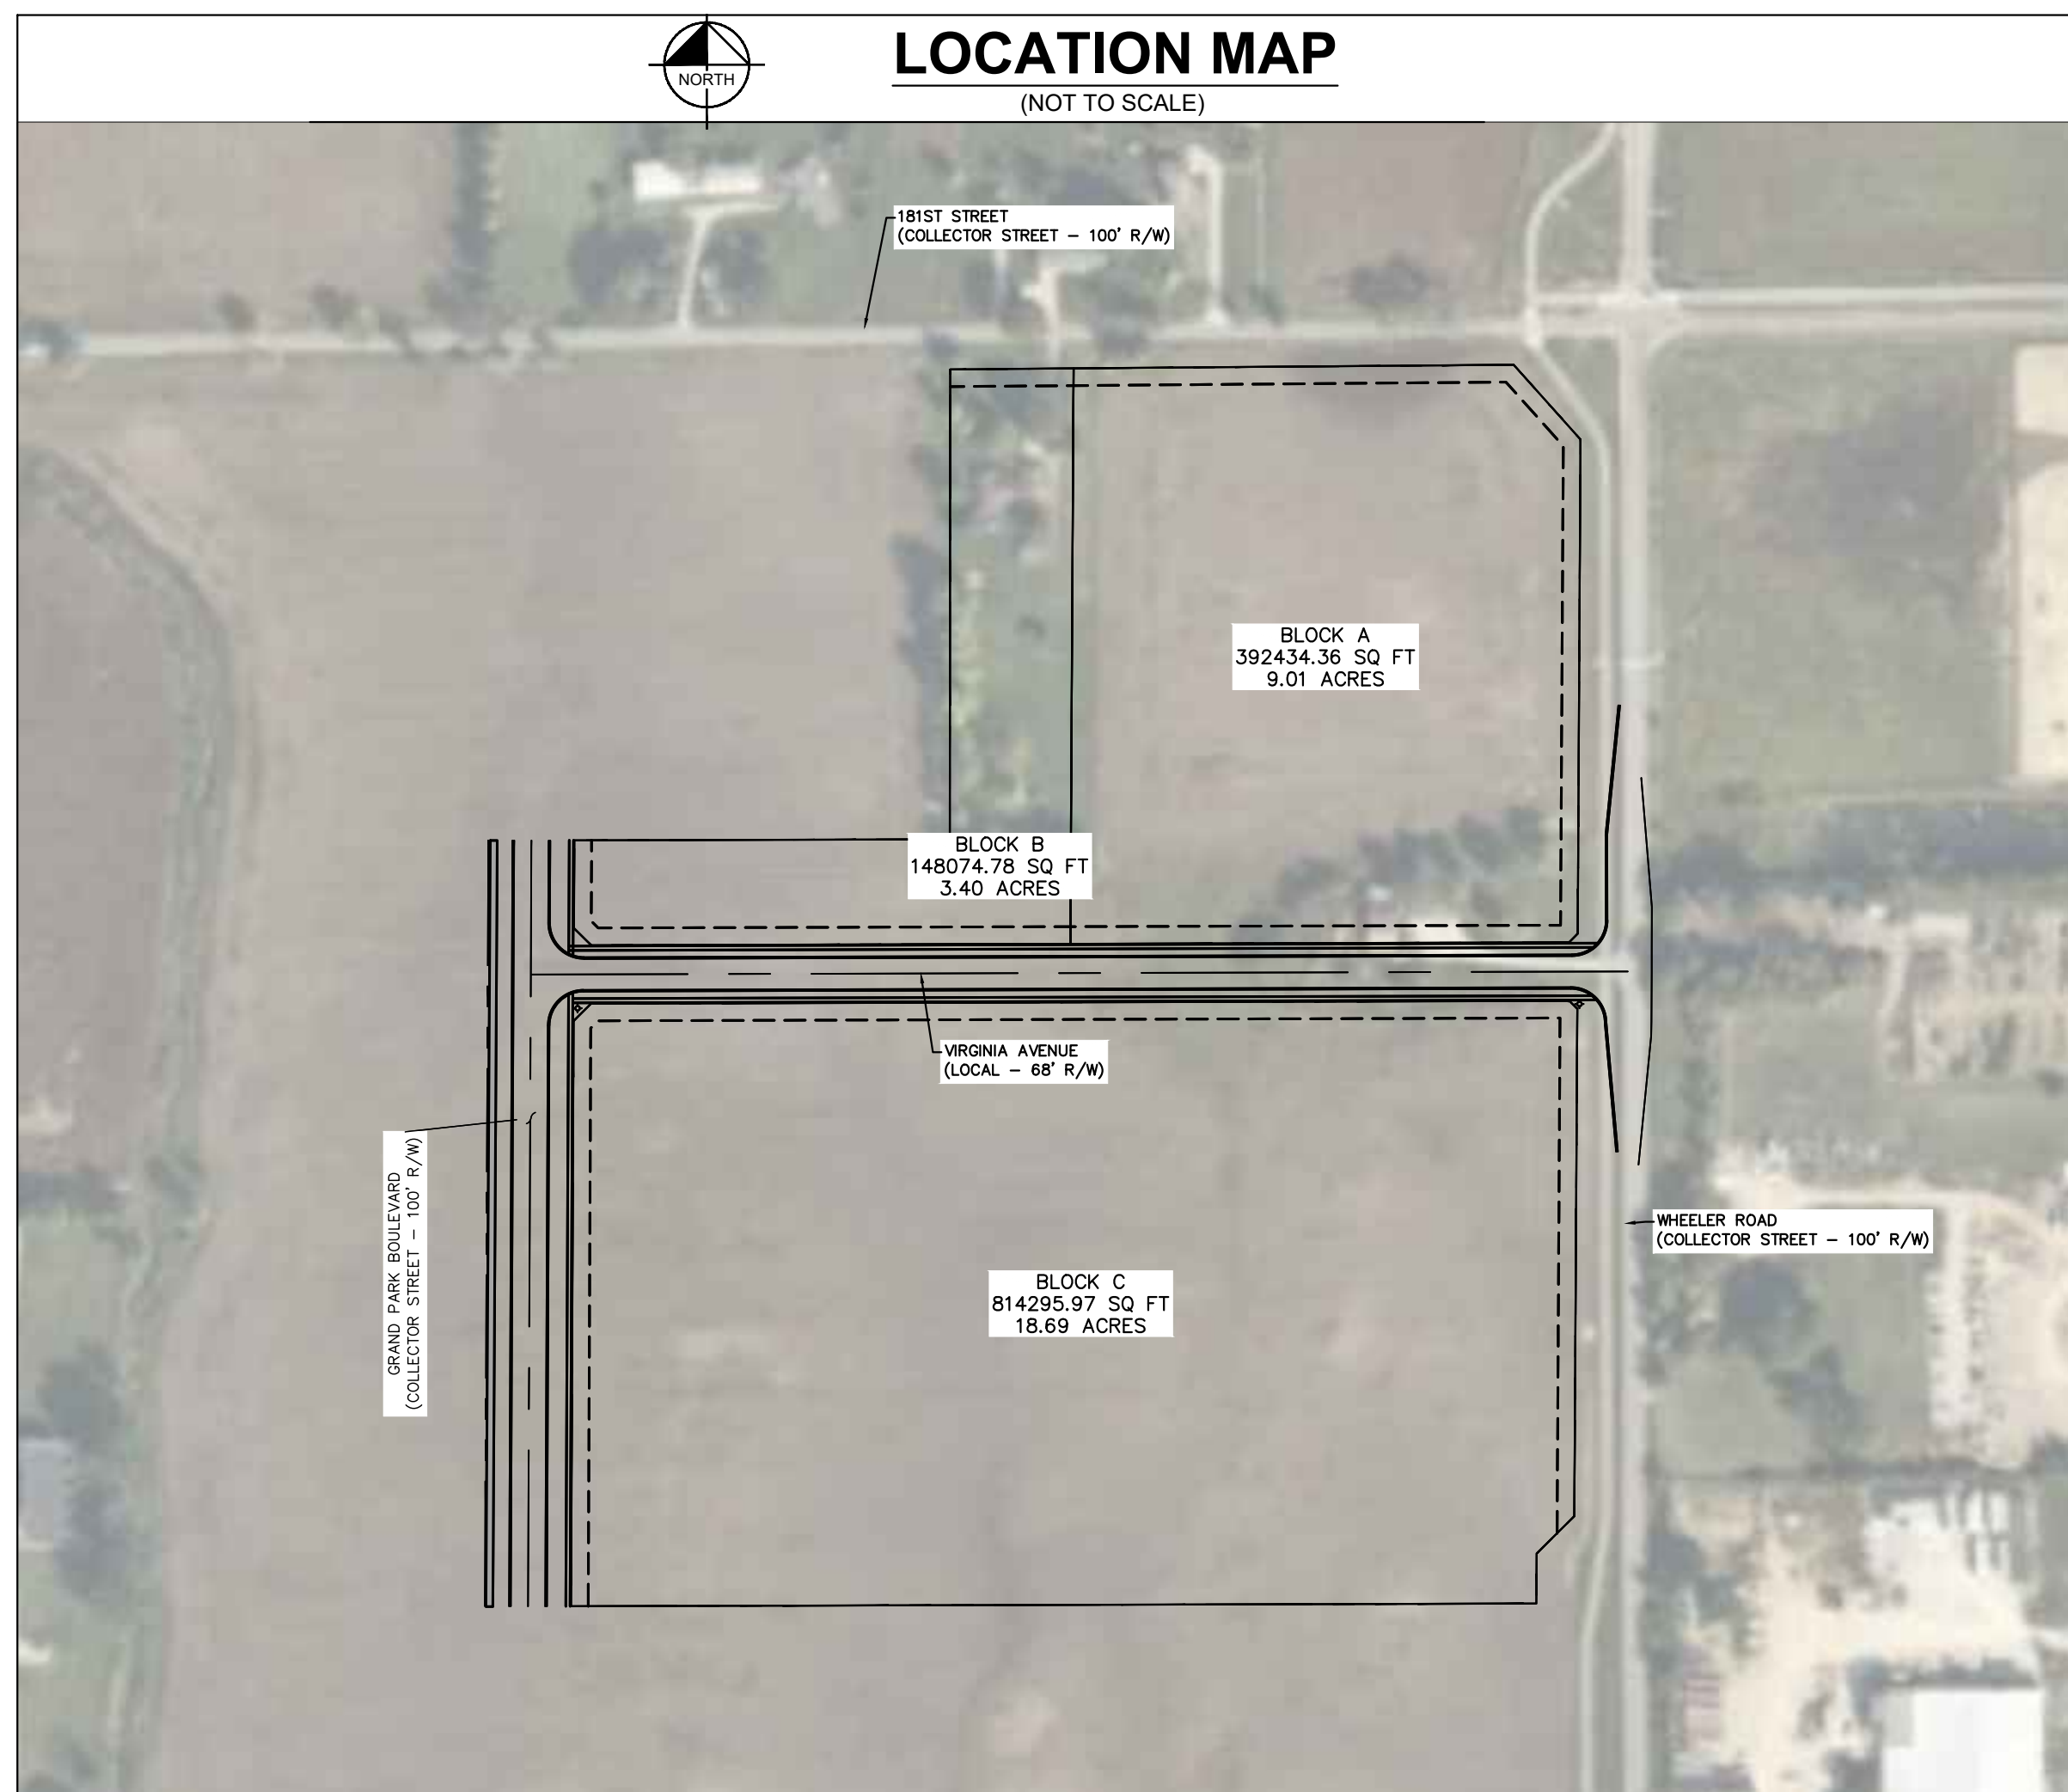 NORTH
LOCATION MAP
(NOT TO SCALE)
181ST STREET
(COLLECTOR STREET – 100' R/W)
BLOCK A
392434.36 SQ FT
9.01 ACRES
BLOCK B
148074.78 SQ FT
3.40 ACRES
VIRGINIA AVENUE
(LOCAL – 68' R/W)
GRAND PARK BOULEVARD
(COLLECTOR STREET – 100' R/W)
WHEELER ROAD
(COLLECTOR STREET – 100' R/W)
BLOCK C
814295.97 SQ FT
18.69 ACRES